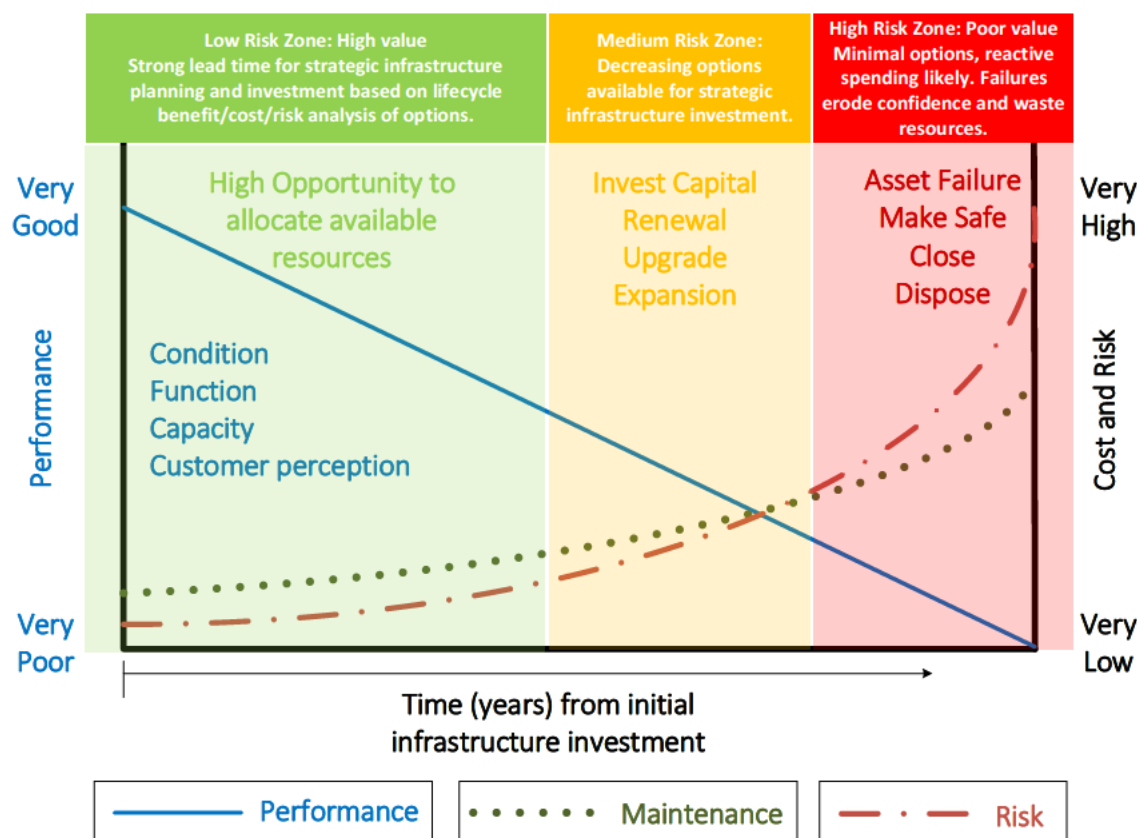 Low Risk Zone: High value
Strong lead time for strategic infrastructure
planning and investment based on lifecycle
benefit/cost/risk analysis of options.
Medium Risk Zone:
Decreasing options
available for strategic
infrastructure investment.
High Risk Zone: Poor value
Minimal options, reactive
spending likely. Failures
erode confidence and waste
resources.
Very
Good
High Opportunity to
allocate available
resources
Invest Capital
Renewal
Upgrade
Expansion
Asset Failure
Make Safe
Close
Dispose
Very
High
Performance
Condition
Function
Capacity
Customer perception
Cost and Risk
Very
Poor
Very
Low
Time (years) from initial
infrastructure investment
Performance
Maintenance
Risk